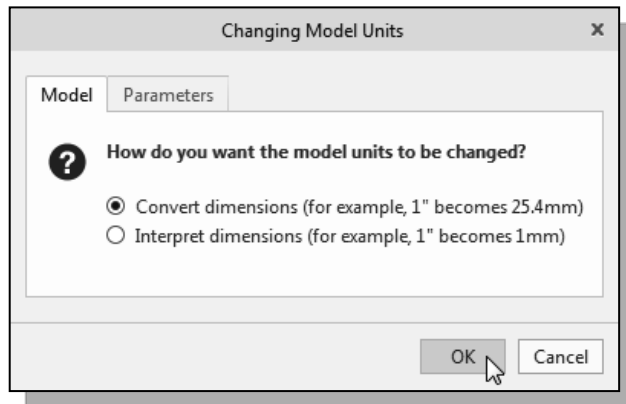 Changing Model Units
Model Parameters
How do you want the model units to be changed?
Convert dimensions (for example, 1" becomes 25.4mm)
Interpret dimensions (for example, 1" becomes 1mm)
OK Cancel